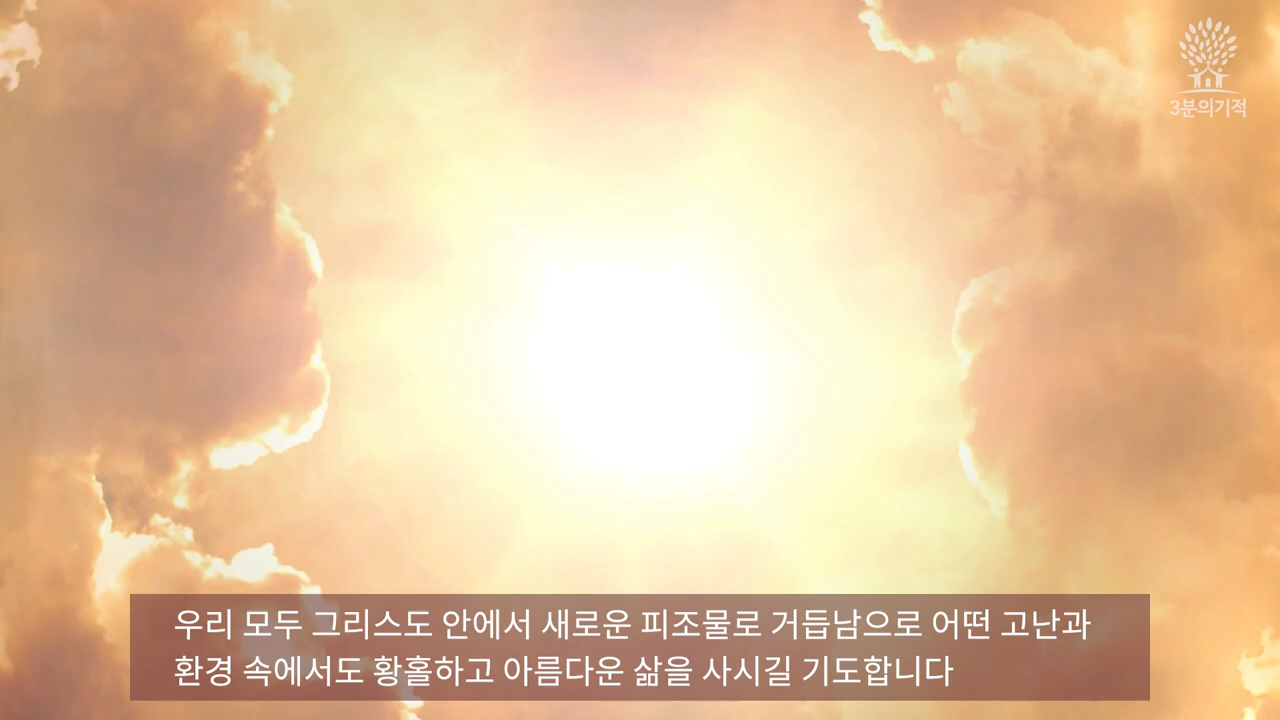 3분의기적
우리 모두 그리스도 안에서 새로운 피조물로 거듭남으로 어떤 고난과
환경 속에서도 황홀하고 아름다운 삶을 사시길 기도합니다